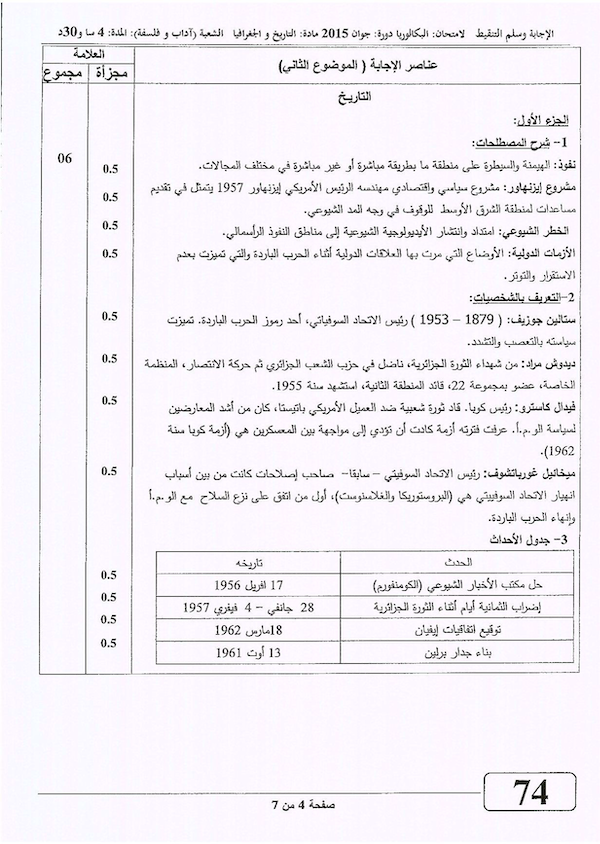 الإجابة وسلم التنقيط لامتحان: البكالوريا دورة: جوان 2015 مادة: التاريخ و الجغرافيا الشعبة (آداب و فلسفة): المدة: 4 سا و30د
عناصر الإجابة ( الموضوع الثاني) العلامة
مجزأة مجموع
التاريخ
الجزء الأول:
1- شرح المصطلحات: 06
نفوذ: الهيمنة والسيطرة على منطقة ما بطريقة مباشرة أو غير مباشرة في مختلف المجالات. 0.5
مشروع إيزنهاور: مشروع سياسي وإقتصادي مهندسه الرئيس الأمريكي إيزنهاور 1957 يتمثل في تقديم 0.5
مساعدات لمنطقة الشرق الأوسط للوقوف في وجه المد الشيوعي.
الخطر الشيوعي: امتداد وإنتشار الأيديولوجية الشيوعية إلى مناطق النفوذ الرأسمالي. 0.5
الأزمات الدولية: الأوضاع التي مرت بها العلاقات الدولية أثناء الحرب الباردة والتي تميزت بعدم 0.5
الاستقرار والتوتر.
2-التعريف بالشخصيات:
ستالين جوزيف: ( 1879 – 1953 ) رئيس الاتحاد السوفياتي، أحد رموز الحرب الباردة. تميزت 0.5
سياسته بالتعصب والتشدد.
ديدوش مراد: من شهداء الثورة الجزائرية، ناضل في حزب الشعب الجزائري ثم حركة الانتصار، المنظمة 0.5
الخاصة، عضو بمجموعة 22، قائد المنطقة الثانية، استشهد سنة 1955.
فيدال كاسترو: رئيس كوبا. قاد ثورة شعبية ضد العميل الأمريكي باتيستا، كان من أشد المعارضين 0.5
لسياسة الو.م.أ. عرفت فترته أزمة كادت أن تؤدي إلى مواجهة بين المعسكرين هي (أزمة كوبا سنة
1962).
ميخائيل غورباتشوف: رئيس الاتحاد السوفيتي – سابقا- صاحب إصلاحات كانت من بين أسباب 0.5
انهيار الاتحاد السوفييتي هي (البروستوريكا والغلاسنوست)، أول من اتفق على نزع السلاح مع الو.م.أ
وإنهاء الحرب الباردة.
3- جدول الأحداث
الحدث تاريخه
حل مكتب الأخبار الشيوعي (الكومنفورم) 17 افريل 1956 0.5
إضراب الثمانية أيام أثناء الثورة الجزائرية 28 جانفي – 4 فيفري 1957 0.5
توقيع اتفاقيات إيفيان 18مارس 1962 0.5
بناء جدار برلين 13 أوت 1961 0.5
صفحة 4 من 7
74